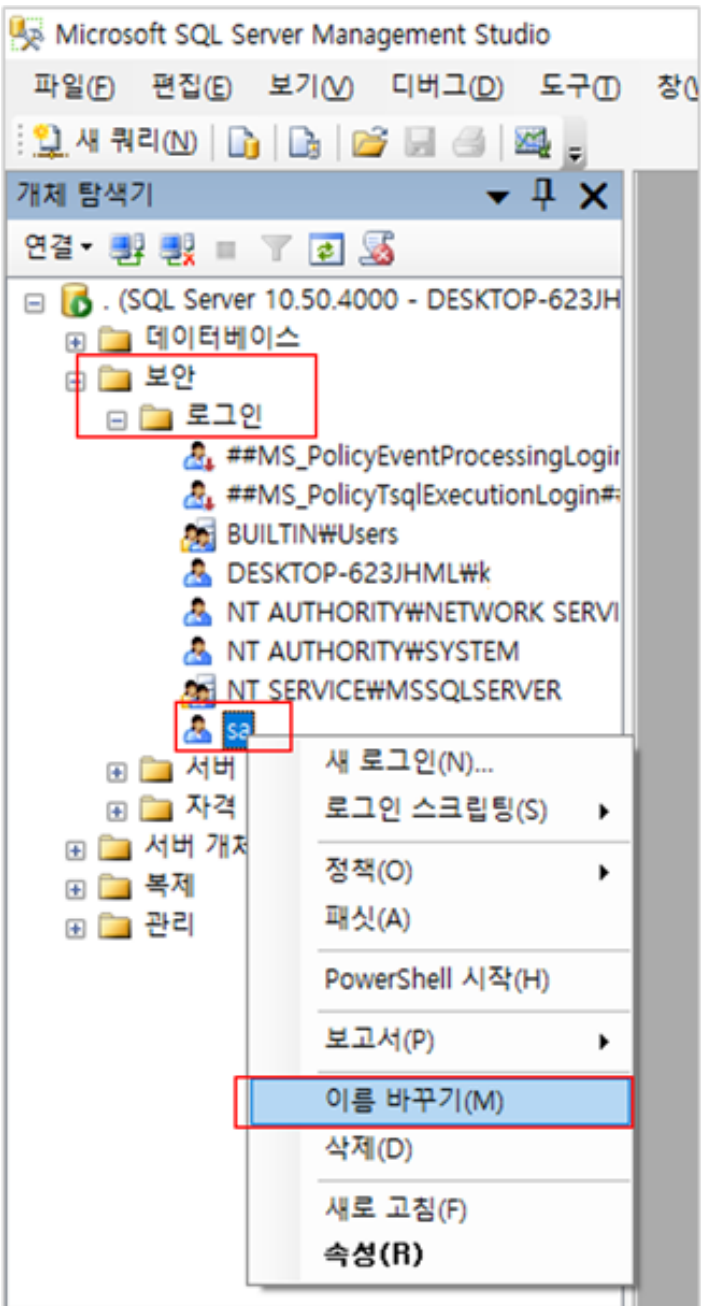 Microsoft SQL Server Management Studio
파일(F) 편집(E) 보기(V) 디버그(D) 도구(T) 창(
새 쿼리(N)
개체 탐색기
연결
. (SQL Server 10.50.4000 - DESKTOP-623JH
데이터베이스
보안
로그인
##MS_PolicyEventProcessingLogin
##MS_PolicyTsqlExecutionLogin##
BUILTIN₩Users
DESKTOP-623JHML₩k
NT AUTHORITY₩NETWORK SERVI
NT AUTHORITY₩SYSTEM
NT SERVICE₩MSSQLSERVER
sa
서버
자격
서버 개체
복제
관리
새 로그인(N)...
로그인 스크립팅(S)
정책(O)
패싯(A)
PowerShell 시작(H)
보고서(P)
이름 바꾸기(M)
삭제(D)
새로 고침(F)
속성(R)